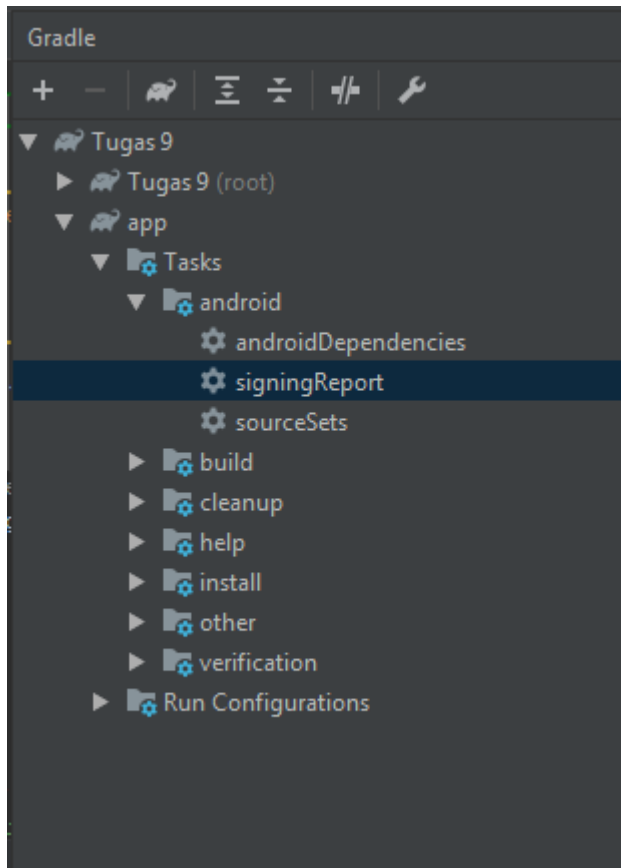 Gradle
Tugas 9
Tugas 9 (root)
app
Tasks
android
androidDependencies
signingReport
sourceSets
build
cleanup
help
install
other
verification
Run Configurations